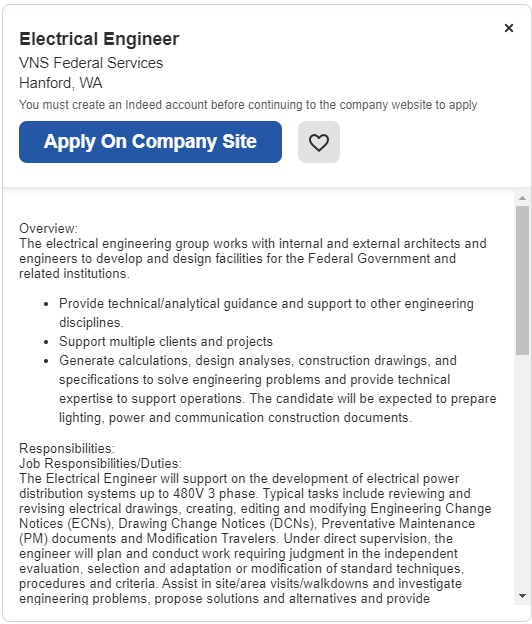 ×
Electrical Engineer
VNS Federal Services
Hanford, WA
You must create an Indeed account before continuing to the company website to apply
Apply On Company Site
Overview:
The electrical engineering group works with internal and external architects and
engineers to develop and design facilities for the Federal Government and
related institutions.
• Provide technical/analytical guidance and support to other engineering
disciplines.
• Support multiple clients and projects
• Generate calculations, design analyses, construction drawings, and
specifications to solve engineering problems and provide technical
expertise to support operations. The candidate will be expected to prepare
lighting, power and communication construction documents.
Responsibilities:
Job Responsibilities/Duties:
The Electrical Engineer will support on the development of electrical power
distribution systems up to 480V 3 phase. Typical tasks include reviewing and
revising electrical drawings, creating, editing and modifying Engineering Change
Notices (ECNs), Drawing Change Notices (DCNs), Preventative Maintenance
(PM) documents and Modification Travelers. Under direct supervision, the
engineer will plan and conduct work requiring judgment in the independent
evaluation, selection and adaptation or modification of standard techniques,
procedures and criteria. Assist in site/area visits/walkdowns and investigate
engineering problems, propose solutions and alternatives and provide